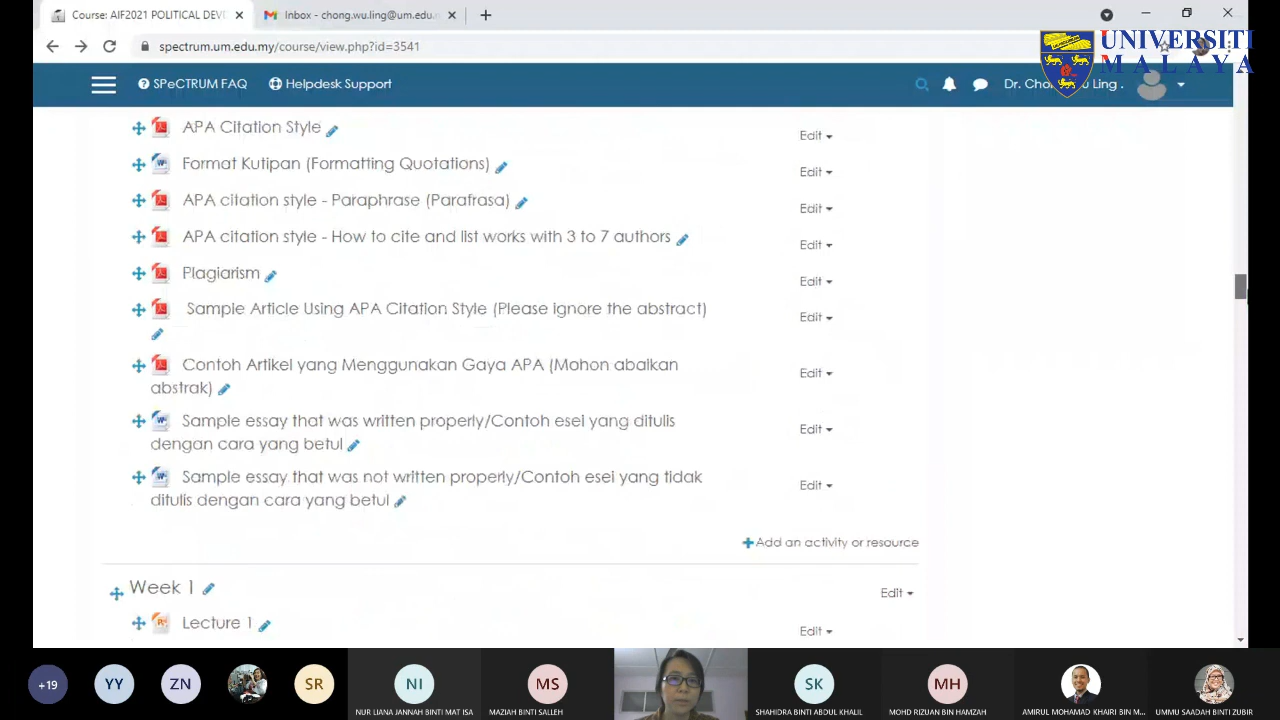 Course: AIF2021 POLITICAL DEV
Inbox - chong.wu.ling@um.edu.
spectrum.um.edu.my/course/view.php?id=3541
UNIVERSITI
MALAYA
SPeCTRUM FAQ
Helpdesk Support
APA Citation Style
Edit
Format Kutipan (Formatting Quotations)
Edit
APA citation style - Paraphrase (Parafrasa)
Edit
APA citation style - How to cite and list works with 3 to 7 authors
Edit
Plagiarism
Edit
Sample Article Using APA Citation Style (Please ignore the abstract)
Edit
Contoh Artikel yang Menggunakan Gaya APA (Mohon abaikan
abstrak)
Edit
Sample essay that was written properly/Contoh esei yang ditulis
dengan cara yang betul
Edit
Sample essay that was not written properly/Contoh esei yang tidak
ditulis dengan cara yang betul
Edit
Add an activity or resource
Week 1
Edit
Lecture 1
Edit
+19
YY
ZN
SR
NI
MS
SK
MH
NUR LIANA JANNAH BINTI MAT ISA
MAZIAH BINTI SALLEH
SHAHIDRA BINTI ABDUL KHALIL
MOHD RIZUAN BIN HAMZAH
AMIRUL MOHAMAD KHAIRI BIN M...
UMMU SAADAH BINTI ZUBIR